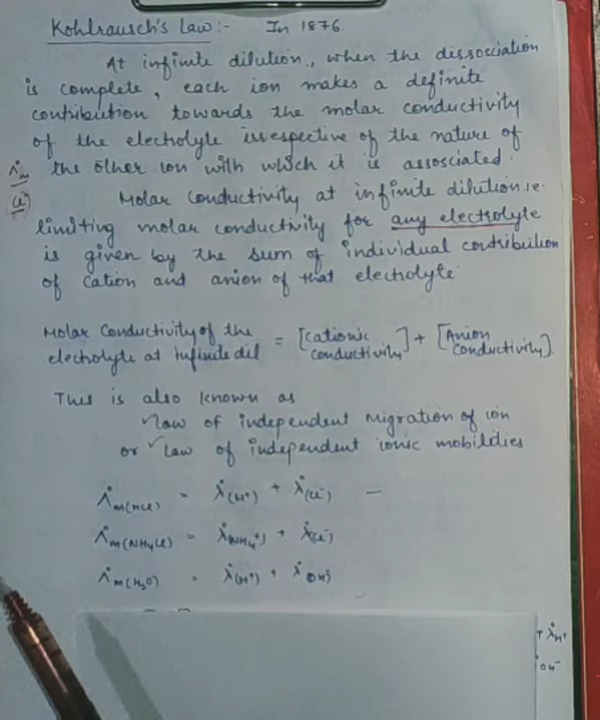 Kohlrausch's Law:- In 1876
At infinite dilution, when the dissosciation
is complete, each ion makes a definite
contribution towards the molar conductivity
of the electrolyte irrespective of the nature of
the other ion with which it is assosciated.
Λ°m
Molar conductivity at infinite dilution i.e.
limiting molar conductivity for any electrolyte
is given by the sum of individual contribution
of cation and anion of that electrolyte
Molar Conductivity of the
electrolyte at infinite dil = [Cationic conductivity] + [Anion Conductivity].
This is also known as
✓law of independent Migration of ion
or ✓law of independent ionic mobilities
Λ°m(HCl) = λ°(H⁺) + λ°(Cl⁻) —
Λ°m(NH₄Cl) = λ°(NH₄⁺) + λ°(Cl⁻)
Λ°m(H₂O) = λ°(H⁺) + λ°OH⁻
+ λ°H⁺
OH⁻